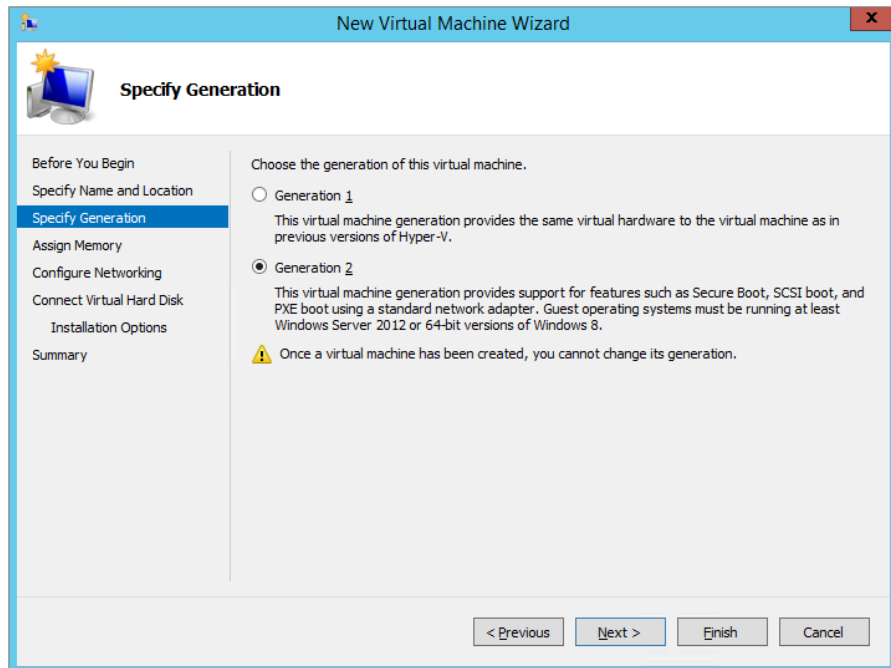 New Virtual Machine Wizard
X
Specify Generation
Before You Begin
Specify Name and Location
Specify Generation
Assign Memory
Configure Networking
Connect Virtual Hard Disk
Installation Options
Summary
Choose the generation of this virtual machine.
Generation 1
This virtual machine generation provides the same virtual hardware to the virtual machine as in
previous versions of Hyper-V.
Generation 2
This virtual machine generation provides support for features such as Secure Boot, SCSI boot, and
PXE boot using a standard network adapter. Guest operating systems must be running at least
Windows Server 2012 or 64-bit versions of Windows 8.
Once a virtual machine has been created, you cannot change its generation.
< Previous
Next >
Finish
Cancel